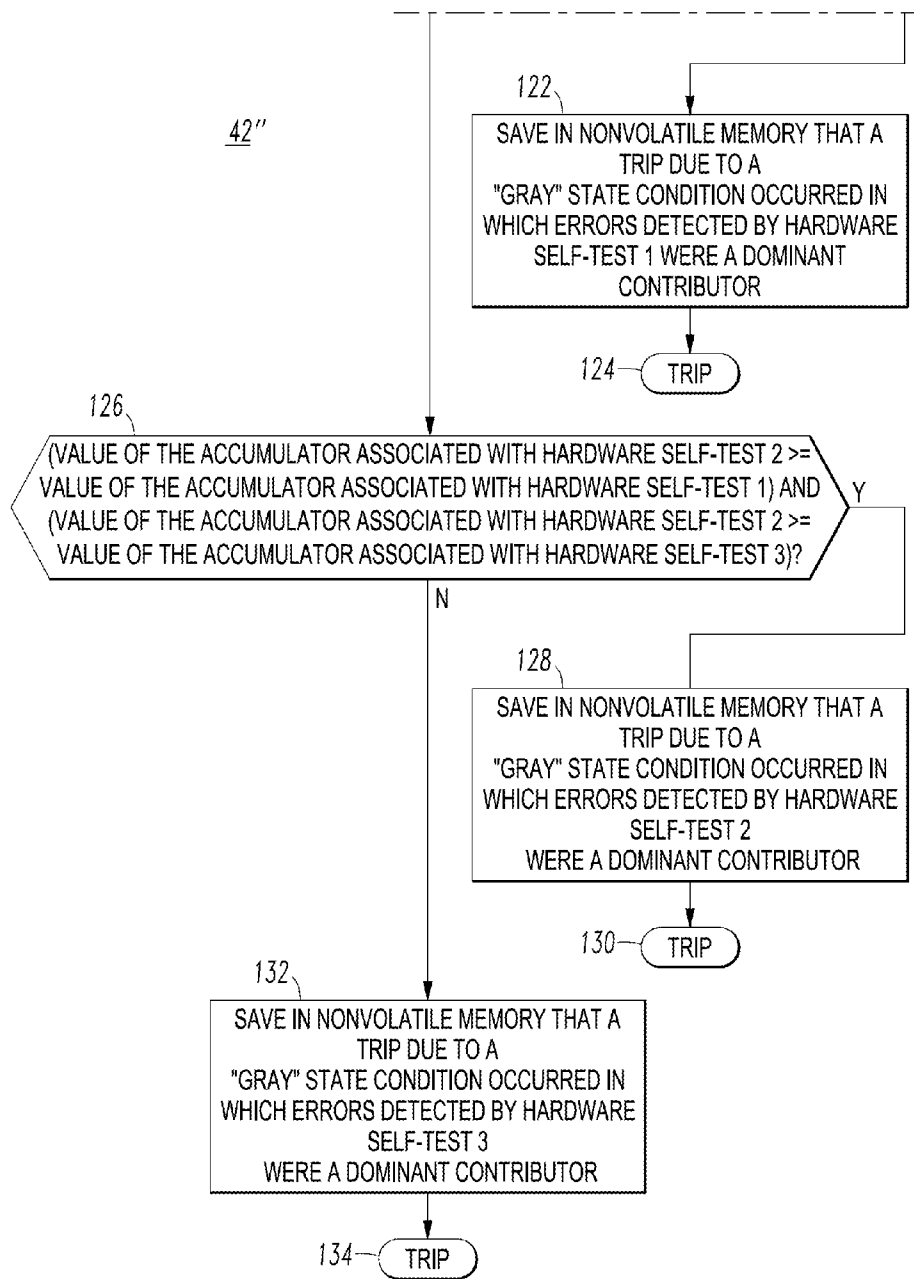 42"
122
SAVE IN NONVOLATILE MEMORY THAT A
TRIP DUE TO A
"GRAY" STATE CONDITION OCCURRED IN
WHICH ERRORS DETECTED BY HARDWARE
SELF-TEST 1 WERE A DOMINANT
CONTRIBUTOR
124
TRIP
126
(VALUE OF THE ACCUMULATOR ASSOCIATED WITH HARDWARE SELF-TEST 2 >=
VALUE OF THE ACCUMULATOR ASSOCIATED WITH HARDWARE SELF-TEST 1) AND
(VALUE OF THE ACCUMULATOR ASSOCIATED WITH HARDWARE SELF-TEST 2 >=
VALUE OF THE ACCUMULATOR ASSOCIATED WITH HARDWARE SELF-TEST 3)?
Y
N
128
SAVE IN NONVOLATILE MEMORY THAT A
TRIP DUE TO A
"GRAY" STATE CONDITION OCCURRED IN
WHICH ERRORS DETECTED BY HARDWARE
SELF-TEST 2
WERE A DOMINANT CONTRIBUTOR
130
TRIP
132
SAVE IN NONVOLATILE MEMORY THAT A
TRIP DUE TO A
"GRAY" STATE CONDITION OCCURRED IN
WHICH ERRORS DETECTED BY HARDWARE
SELF-TEST 3
WERE A DOMINANT CONTRIBUTOR
134
TRIP